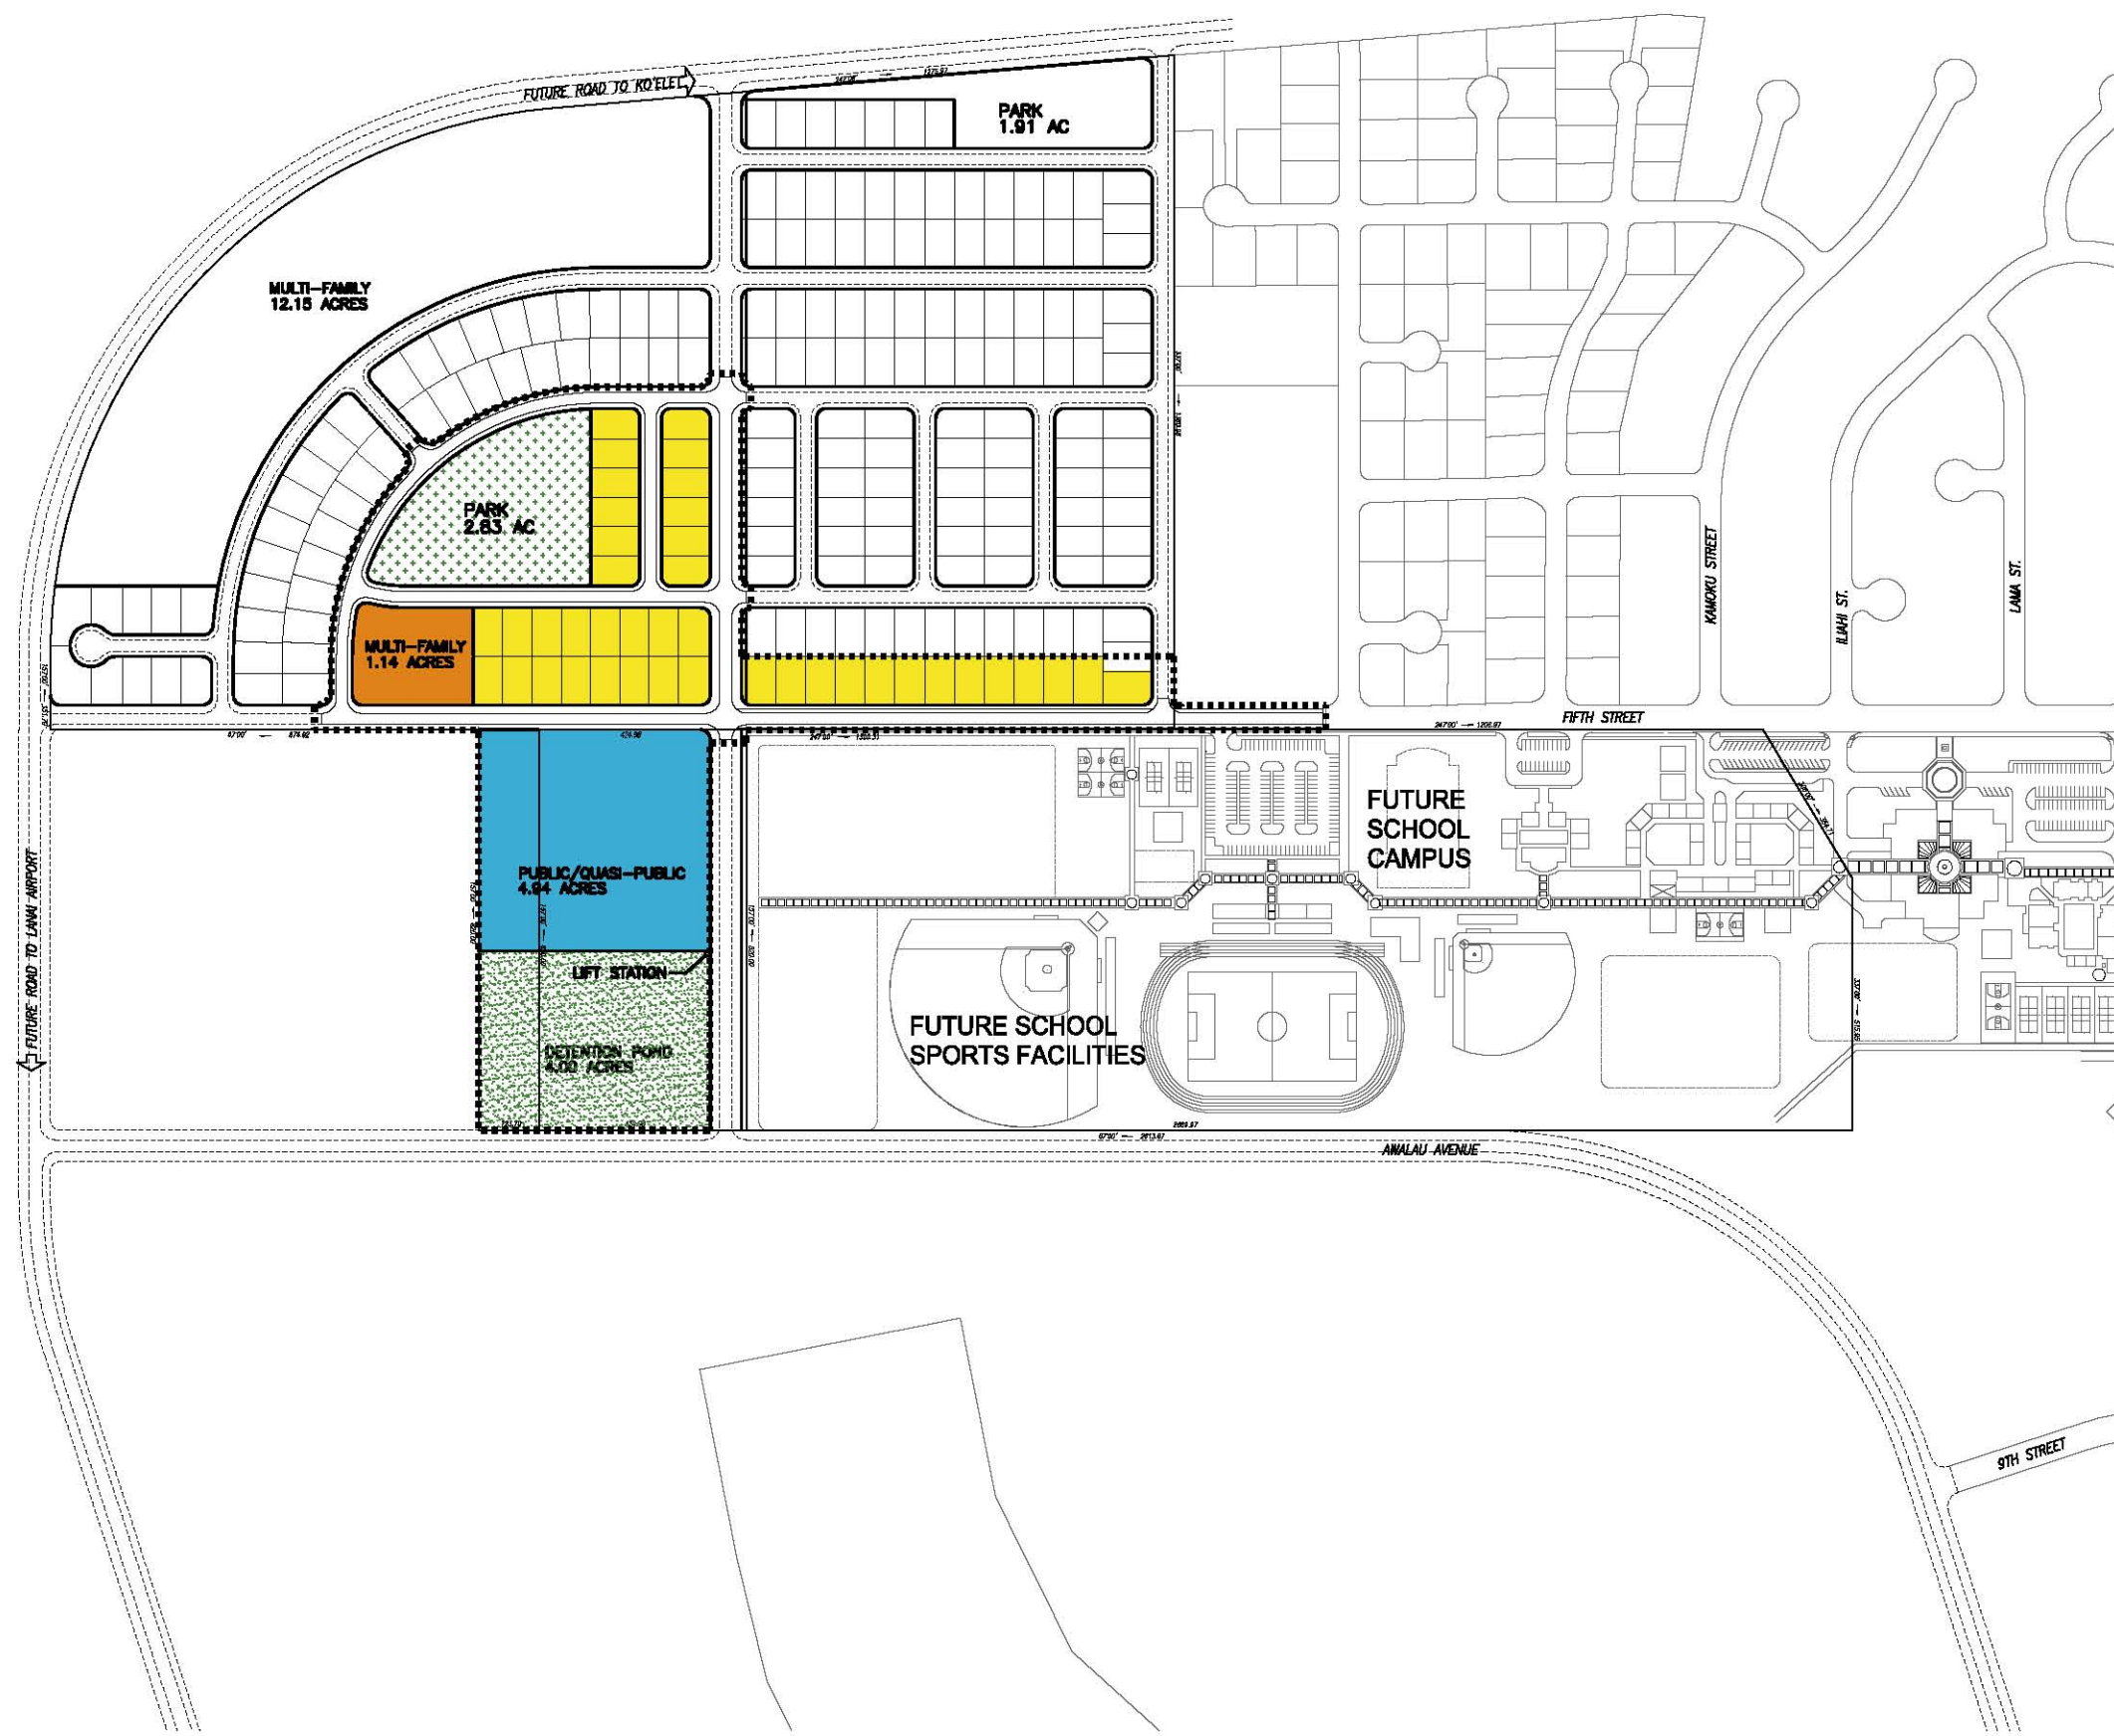 FUTURE ROAD TO KO'ELE
PARK
1.91 AC
MULTI-FAMILY
12.15 ACRES
PARK
2.83 AC
MULTI-FAMILY
1.14 ACRES
KAMOKU STREET
ILIAHI ST.
LAMA ST.
FIFTH STREET
PUBLIC/QUASI-PUBLIC
4.94 ACRES
LIFT STATION
DETENTION POND
4.00 ACRES
FUTURE ROAD TO LANAI AIRPORT
FUTURE
SCHOOL
CAMPUS
FUTURE SCHOOL
SPORTS FACILITIES
AWALAU AVENUE
9TH STREET